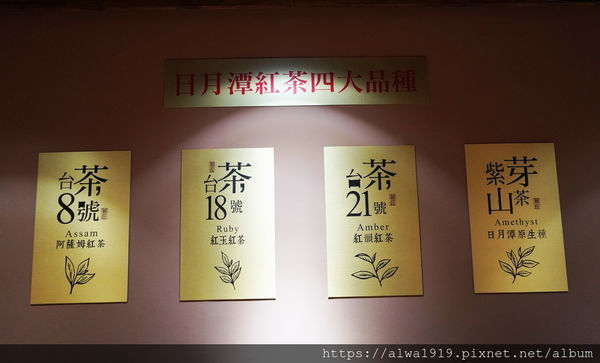 日月潭紅茶四大品種
台茶
8號
Assam
阿薩姆紅茶
台茶
18號
Ruby
紅玉紅茶
台茶
21號
Amber
紅韻紅茶
紫芽
山茶
Amethyst
日月潭原生種
https://alwa1919.pixnet.net/album